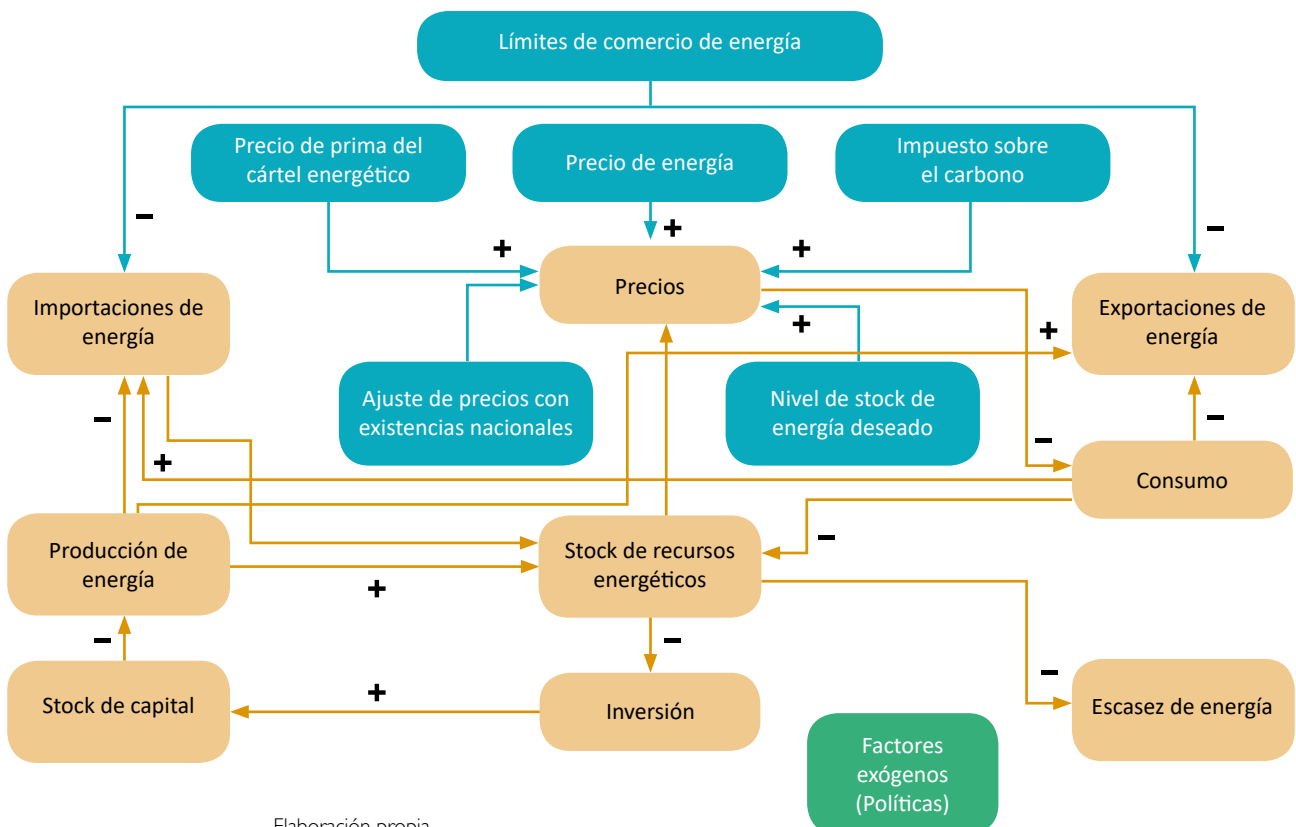 Límites de comercio de energía
Precio de prima del
cártel energético
Precio de energía
Impuesto sobre
el carbono
−
+
+
+
−
Importaciones de
energía
Precios
Exportaciones de
energía
+
+
Ajuste de precios con
existencias nacionales
Nivel de stock de
energía deseado
−
−
−
+
Consumo
Producción de
energía
Stock de recursos
energéticos
−
+
−
−
−
Stock de capital
+
Inversión
Escasez de energía
Factores
exógenos
(Políticas)
Elaboración propia